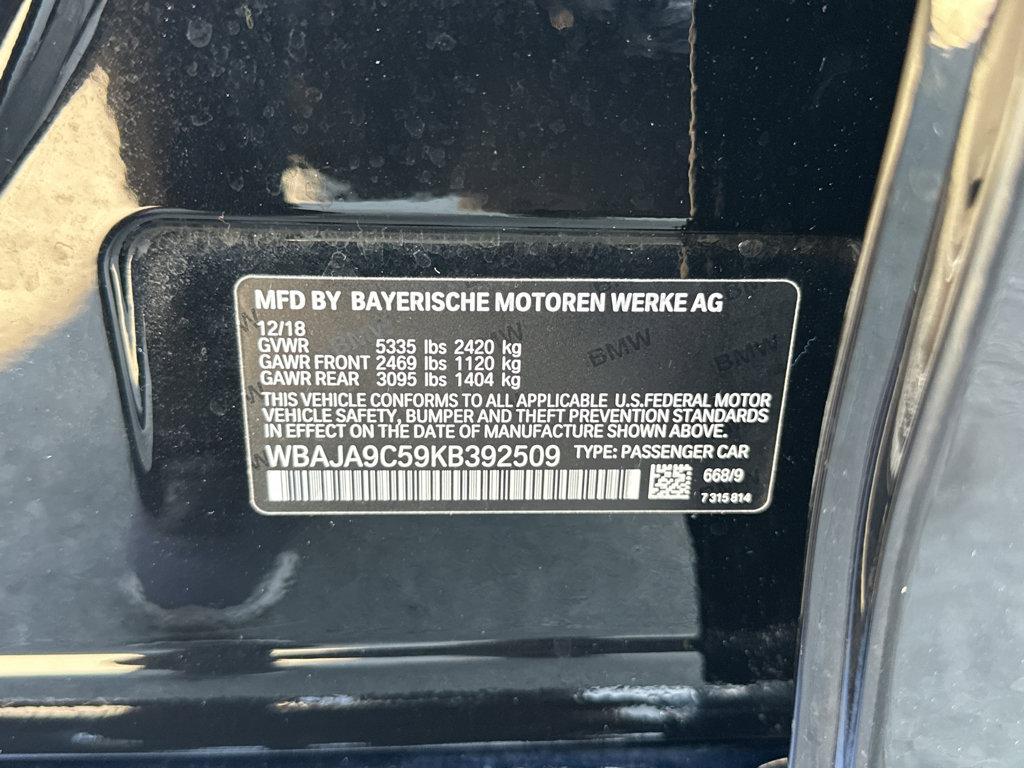 MFD BY BAYERISCHE MOTOREN WERKE AG
12/18
GVWR 5335 lbs 2420 kg
GAWR FRONT 2469 lbs 1120 kg
GAWR REAR 3095 lbs 1404 kg
THIS VEHICLE CONFORMS TO ALL APPLICABLE U.S.FEDERAL MOTOR
VEHICLE SAFETY, BUMPER AND THEFT PREVENTION STANDARDS
IN EFFECT ON THE DATE OF MANUFACTURE SHOWN ABOVE.
WBAJA9C59KB392509 TYPE: PASSENGER CAR
668/9
7 315 814
BMW
BMW
BMW